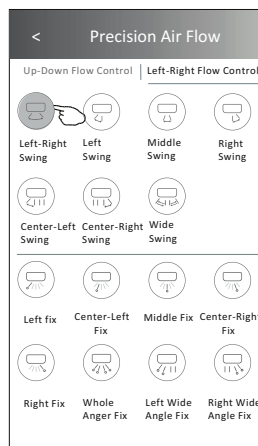 < Precision Air Flow
Up-Down Flow Control Left-Right Flow Control
Left-Right Left Middle Right
Swing Swing Swing Swing
Center-Left Center-Right Wide
Swing Swing Swing
Left fix Center-Left Middle Fix Center-Right
Fix Fix
Right Fix Whole Left Wide Right Wide
Anger Fix Angle Fix Angle Fix